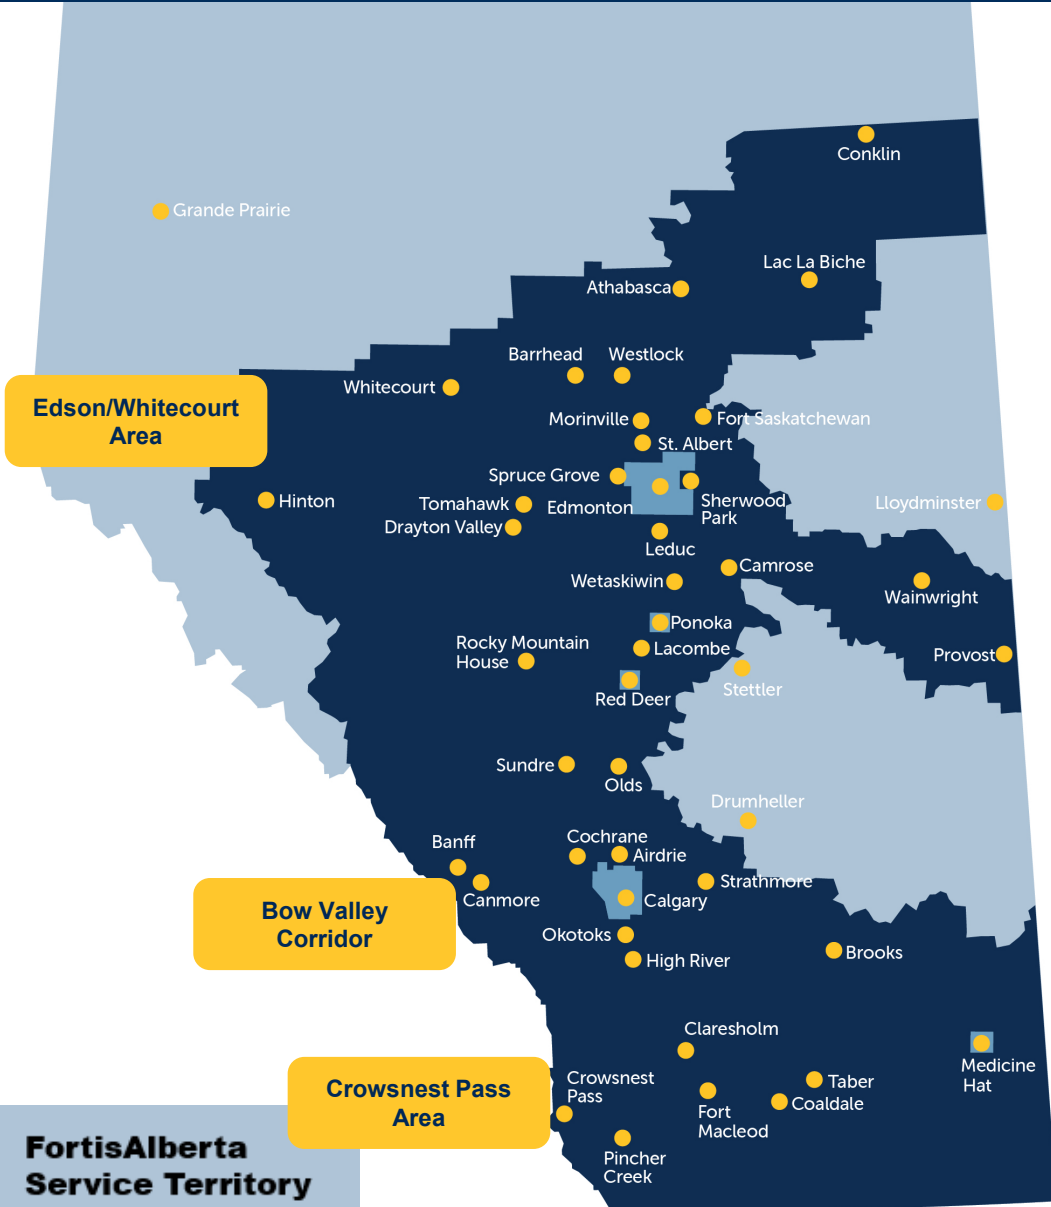 Conklin
Grande Prairie
Lac La Biche
Athabasca
Barrhead
Westlock
Whitecourt
Edson/Whitecourt
Area
Morinville
Fort Saskatchewan
St. Albert
Spruce Grove
Hinton
Tomahawk
Edmonton
Sherwood
Park
Lloydminster
Drayton Valley
Leduc
Camrose
Wetaskiwin
Wainwright
Ponoka
Rocky Mountain
House
Lacombe
Provost
Stettler
Red Deer
Sundre
Olds
Drumheller
Banff
Cochrane
Airdrie
Canmore
Strathmore
Calgary
Bow Valley
Corridor
Okotoks
High River
Brooks
Claresholm
Medicine
Hat
Crowsnest Pass
Area
Crowsnest
Pass
Taber
Coaldale
Fort
Macleod
Pincher
Creek
FortisAlberta
Service Territory